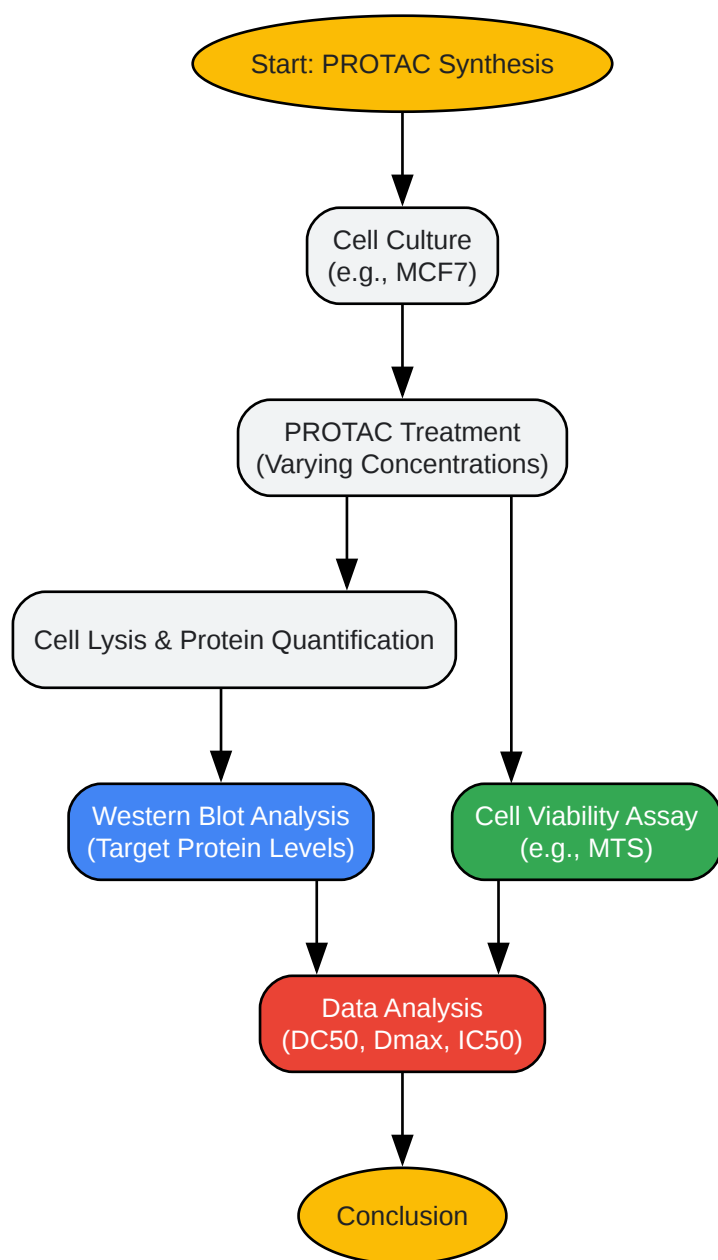 Start: PROTAC Synthesis
Cell Culture
(e.g., MCF7)
PROTAC Treatment
(Varying Concentrations)
Cell Lysis & Protein Quantification
Western Blot Analysis
(Target Protein Levels)
Cell Viability Assay
(e.g., MTS)
Data Analysis
(DC50, Dmax, IC50)
Conclusion